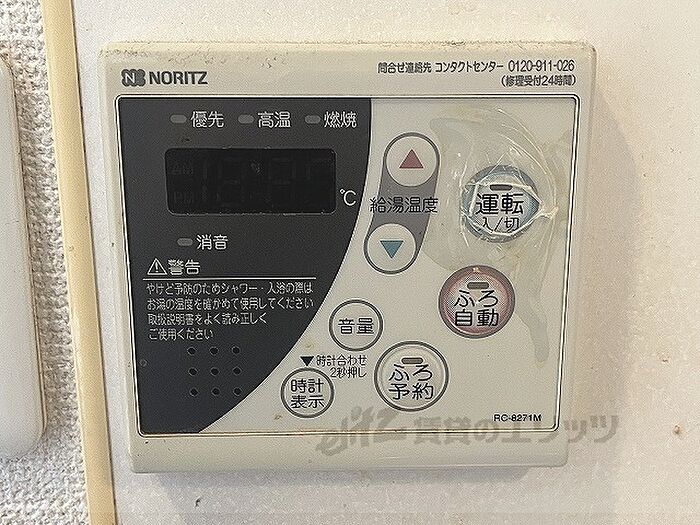 NORITZ
問合せ連絡先 コンタクトセンター 0120-911-026
(修理受付24時間)
優先 高温 燃焼
AM
PM
℃
給湯温度
運転
入/切
消音
警告
やけど予防のためシャワー・入浴の際は
お湯の温度を確かめて使用してください
取扱説明書をよく読み正しく
ご使用ください
ふろ
自動
音量
▼時計合わせ
2秒押し
時計
表示
ふろ
予約
RC-8271M
elitz 賃貸のエリッツ